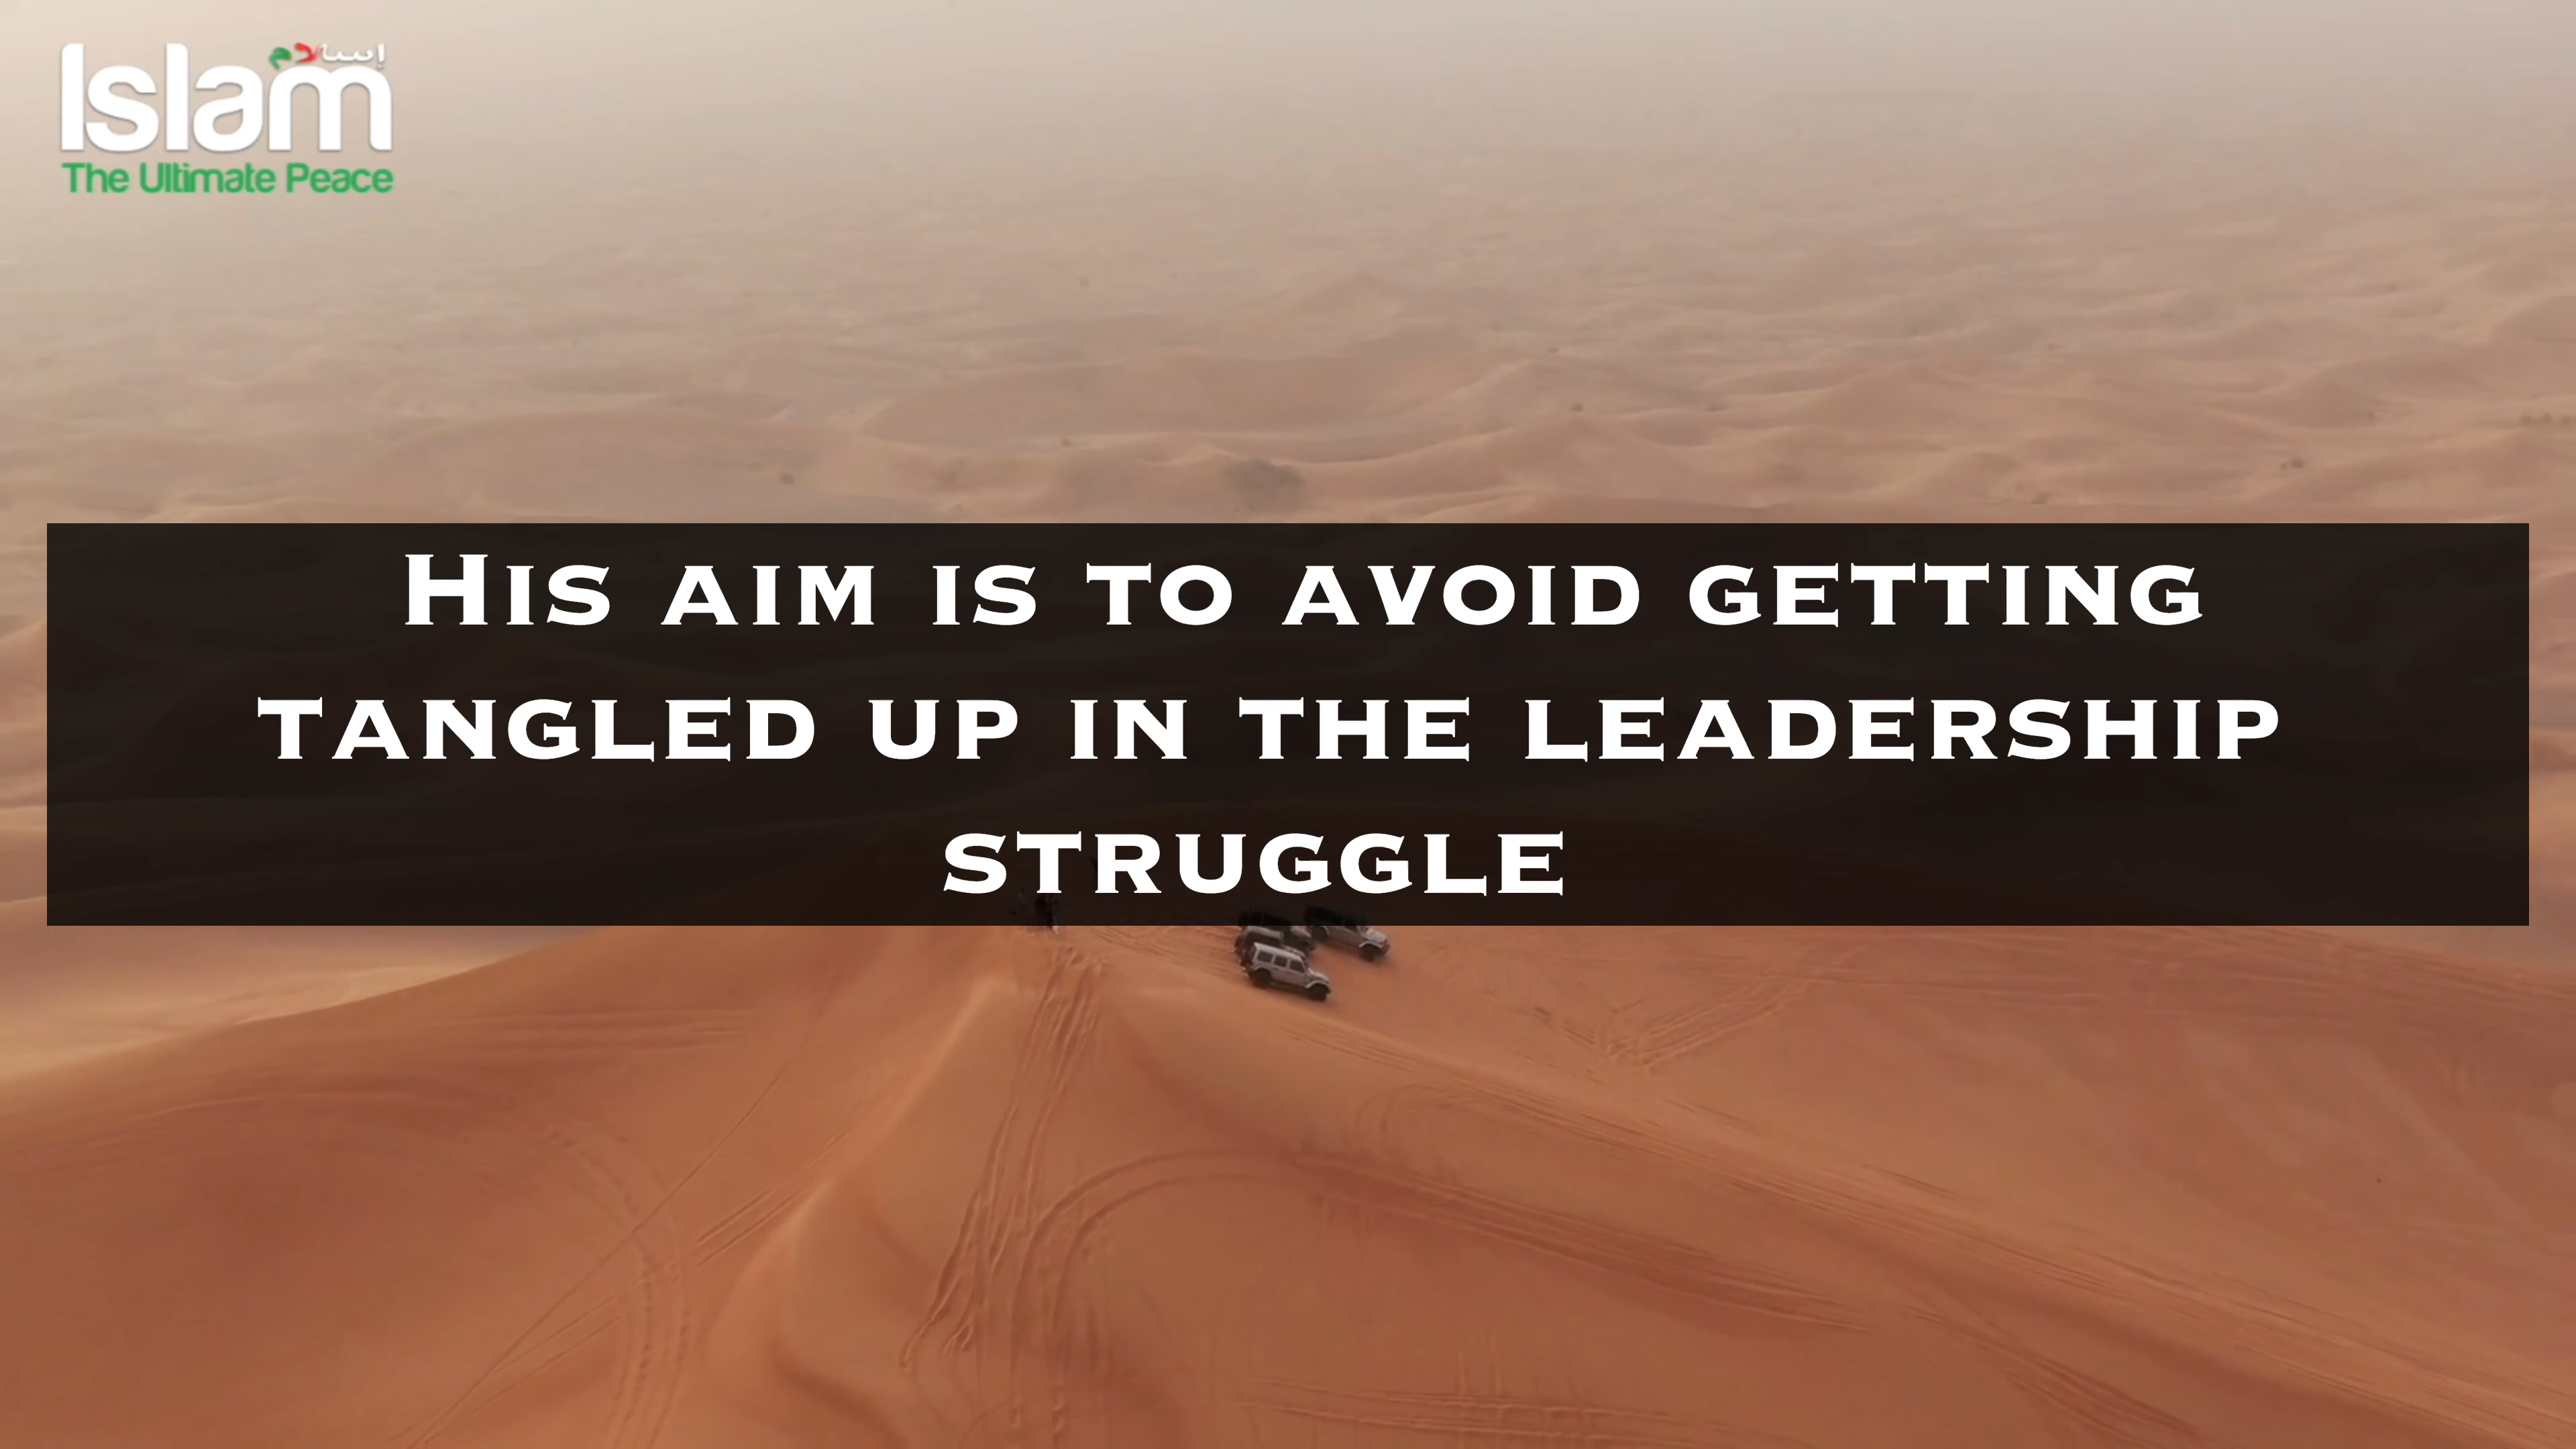 إسلام
Islam
The Ultimate Peace
His aim is to avoid getting
tangled up in the leadership
struggle